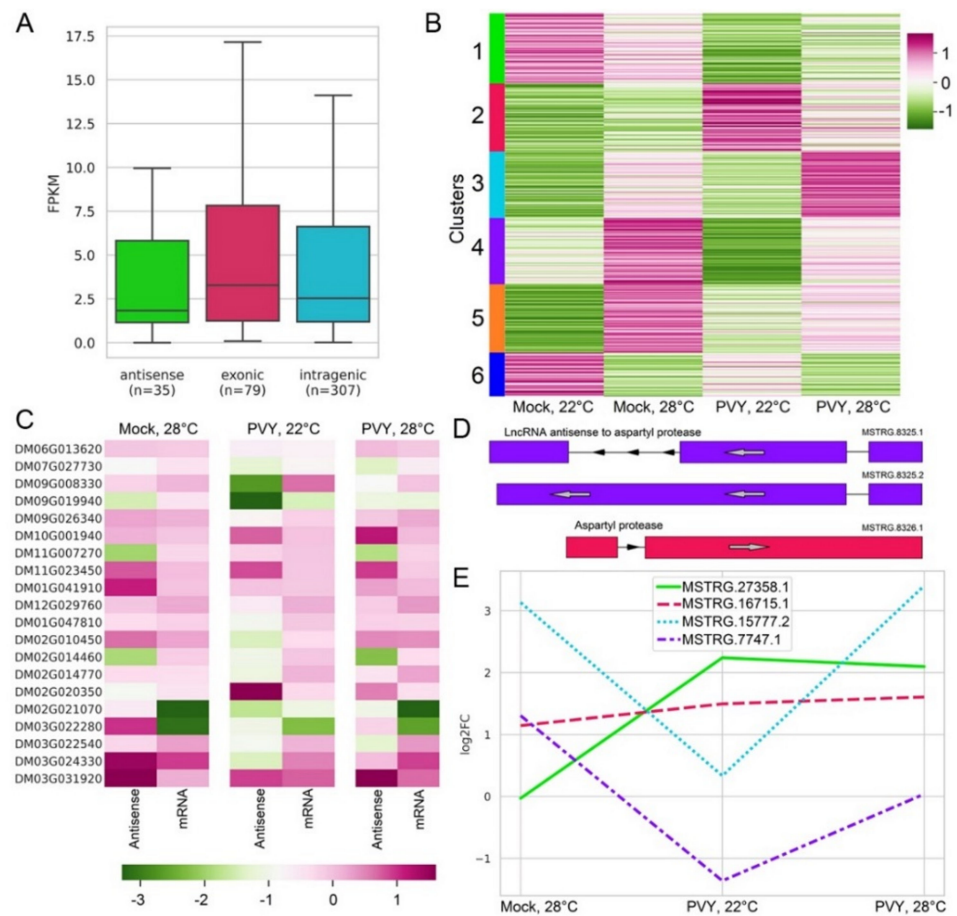 A
17.5
15.0
12.5
10.0
7.5
5.0
2.5
0.0
FPKM
antisense
(n=35)
exonic
(n=79)
intragenic
(n=307)
B
Clusters
1
2
3
4
5
6
Mock, 22°C
Mock, 28°C
PVY, 22°C
PVY, 28°C
1
0
-1
C
Mock, 28°C
PVY, 22°C
PVY, 28°C
DM06G013620
DM07G027730
DM09G008330
DM09G019940
DM09G026340
DM10G001940
DM11G007270
DM11G023450
DM01G041910
DM12G029760
DM01G047810
DM02G010450
DM02G014460
DM02G014770
DM02G020350
DM02G021070
DM03G022280
DM03G022540
DM03G024330
DM03G031920
Antisense
mRNA
Antisense
mRNA
Antisense
mRNA
-3
-2
-1
0
1
D
LncRNA antisense to aspartyl protease
MSTRG.8325.1
MSTRG.8325.2
Aspartyl protease
MSTRG.8326.1
E
MSTRG.27358.1
MSTRG.16715.1
MSTRG.15777.2
MSTRG.7747.1
3
2
1
0
−1
log2FC
Mock, 28°C
PVY, 22°C
PVY, 28°C